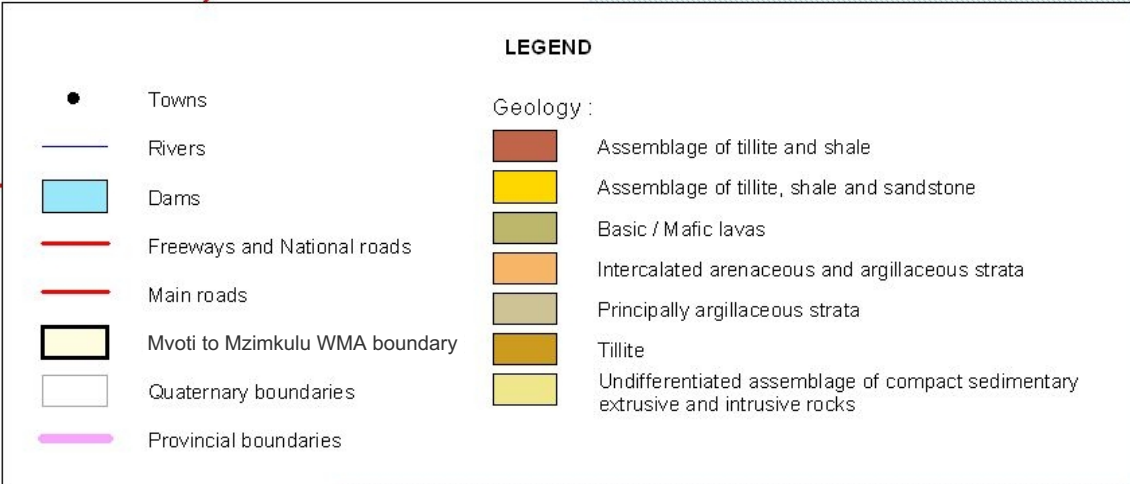 LEGEND
Towns
Rivers
Dams
Freeways and National roads
Main roads
Mvoti to Mzimkulu WMA boundary
Quaternary boundaries
Provincial boundaries
Geology :
Assemblage of tillite and shale
Assemblage of tillite, shale and sandstone
Basic / Mafic lavas
Intercalated arenaceous and argillaceous strata
Principally argillaceous strata
Tillite
Undifferentiated assemblage of compact sedimentary
extrusive and intrusive rocks